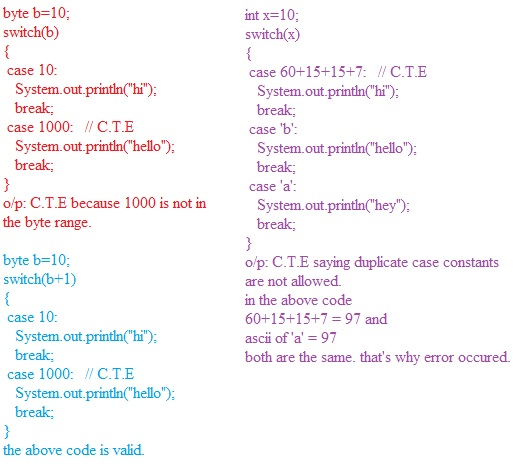 byte b=10;
switch(b)
{
case 10:
System.out.println("hi");
break;
case 1000:   // C.T.E
System.out.println("hello");
break;
}
o/p: C.T.E because 1000 is not in
the byte range.
byte b=10;
switch(b+1)
{
case 10:
System.out.println("hi");
break;
case 1000:   // C.T.E
System.out.println("hello");
break;
}
the above code is valid.
int x=10;
switch(x)
{
case 60+15+15+7:   // C.T.E
System.out.println("hi");
break;
case 'b':
System.out.println("hello");
break;
case 'a':
System.out.println("hey");
break;
}
o/p: C.T.E saying duplicate case constants
are not allowed.
in the above code
60+15+15+7 = 97 and
ascii of 'a' = 97
both are the same. that's why error occured.